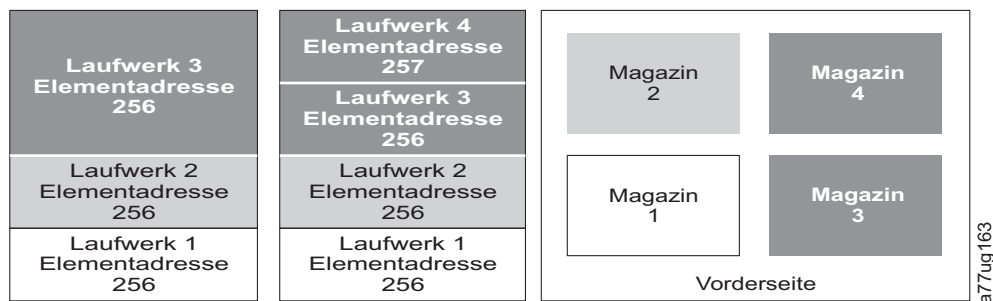 Laufwerk 3
Elementadresse
256
Laufwerk 2
Elementadresse
256
Laufwerk 1
Elementadresse
256
Laufwerk 4
Elementadresse
257
Laufwerk 3
Elementadresse
256
Laufwerk 2
Elementadresse
256
Laufwerk 1
Elementadresse
256
Magazin
2
Magazin
4
Magazin
1
Magazin
3
Vorderseite
a77ug163